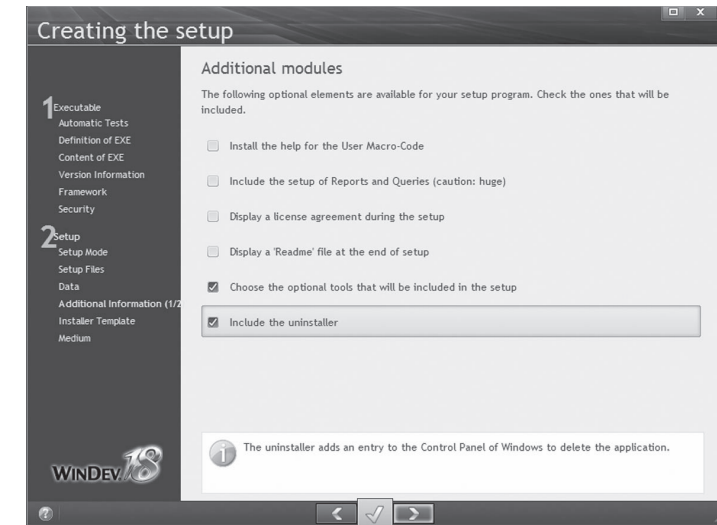 Creating the setup
1 Executable
Automatic Tests
Definition of EXE
Content of EXE
Version Information
Framework
Security
2 Setup
Setup Mode
Setup Files
Data
Additional Information (1/2
Installer Template
Medium
WINDEV 18
Additional modules
The following optional elements are available for your setup program. Check the ones that will be
included.
Install the help for the User Macro-Code
Include the setup of Reports and Queries (caution: huge)
Display a license agreement during the setup
Display a 'Readme' file at the end of setup
Choose the optional tools that will be included in the setup
Include the uninstaller
The uninstaller adds an entry to the Control Panel of Windows to delete the application.